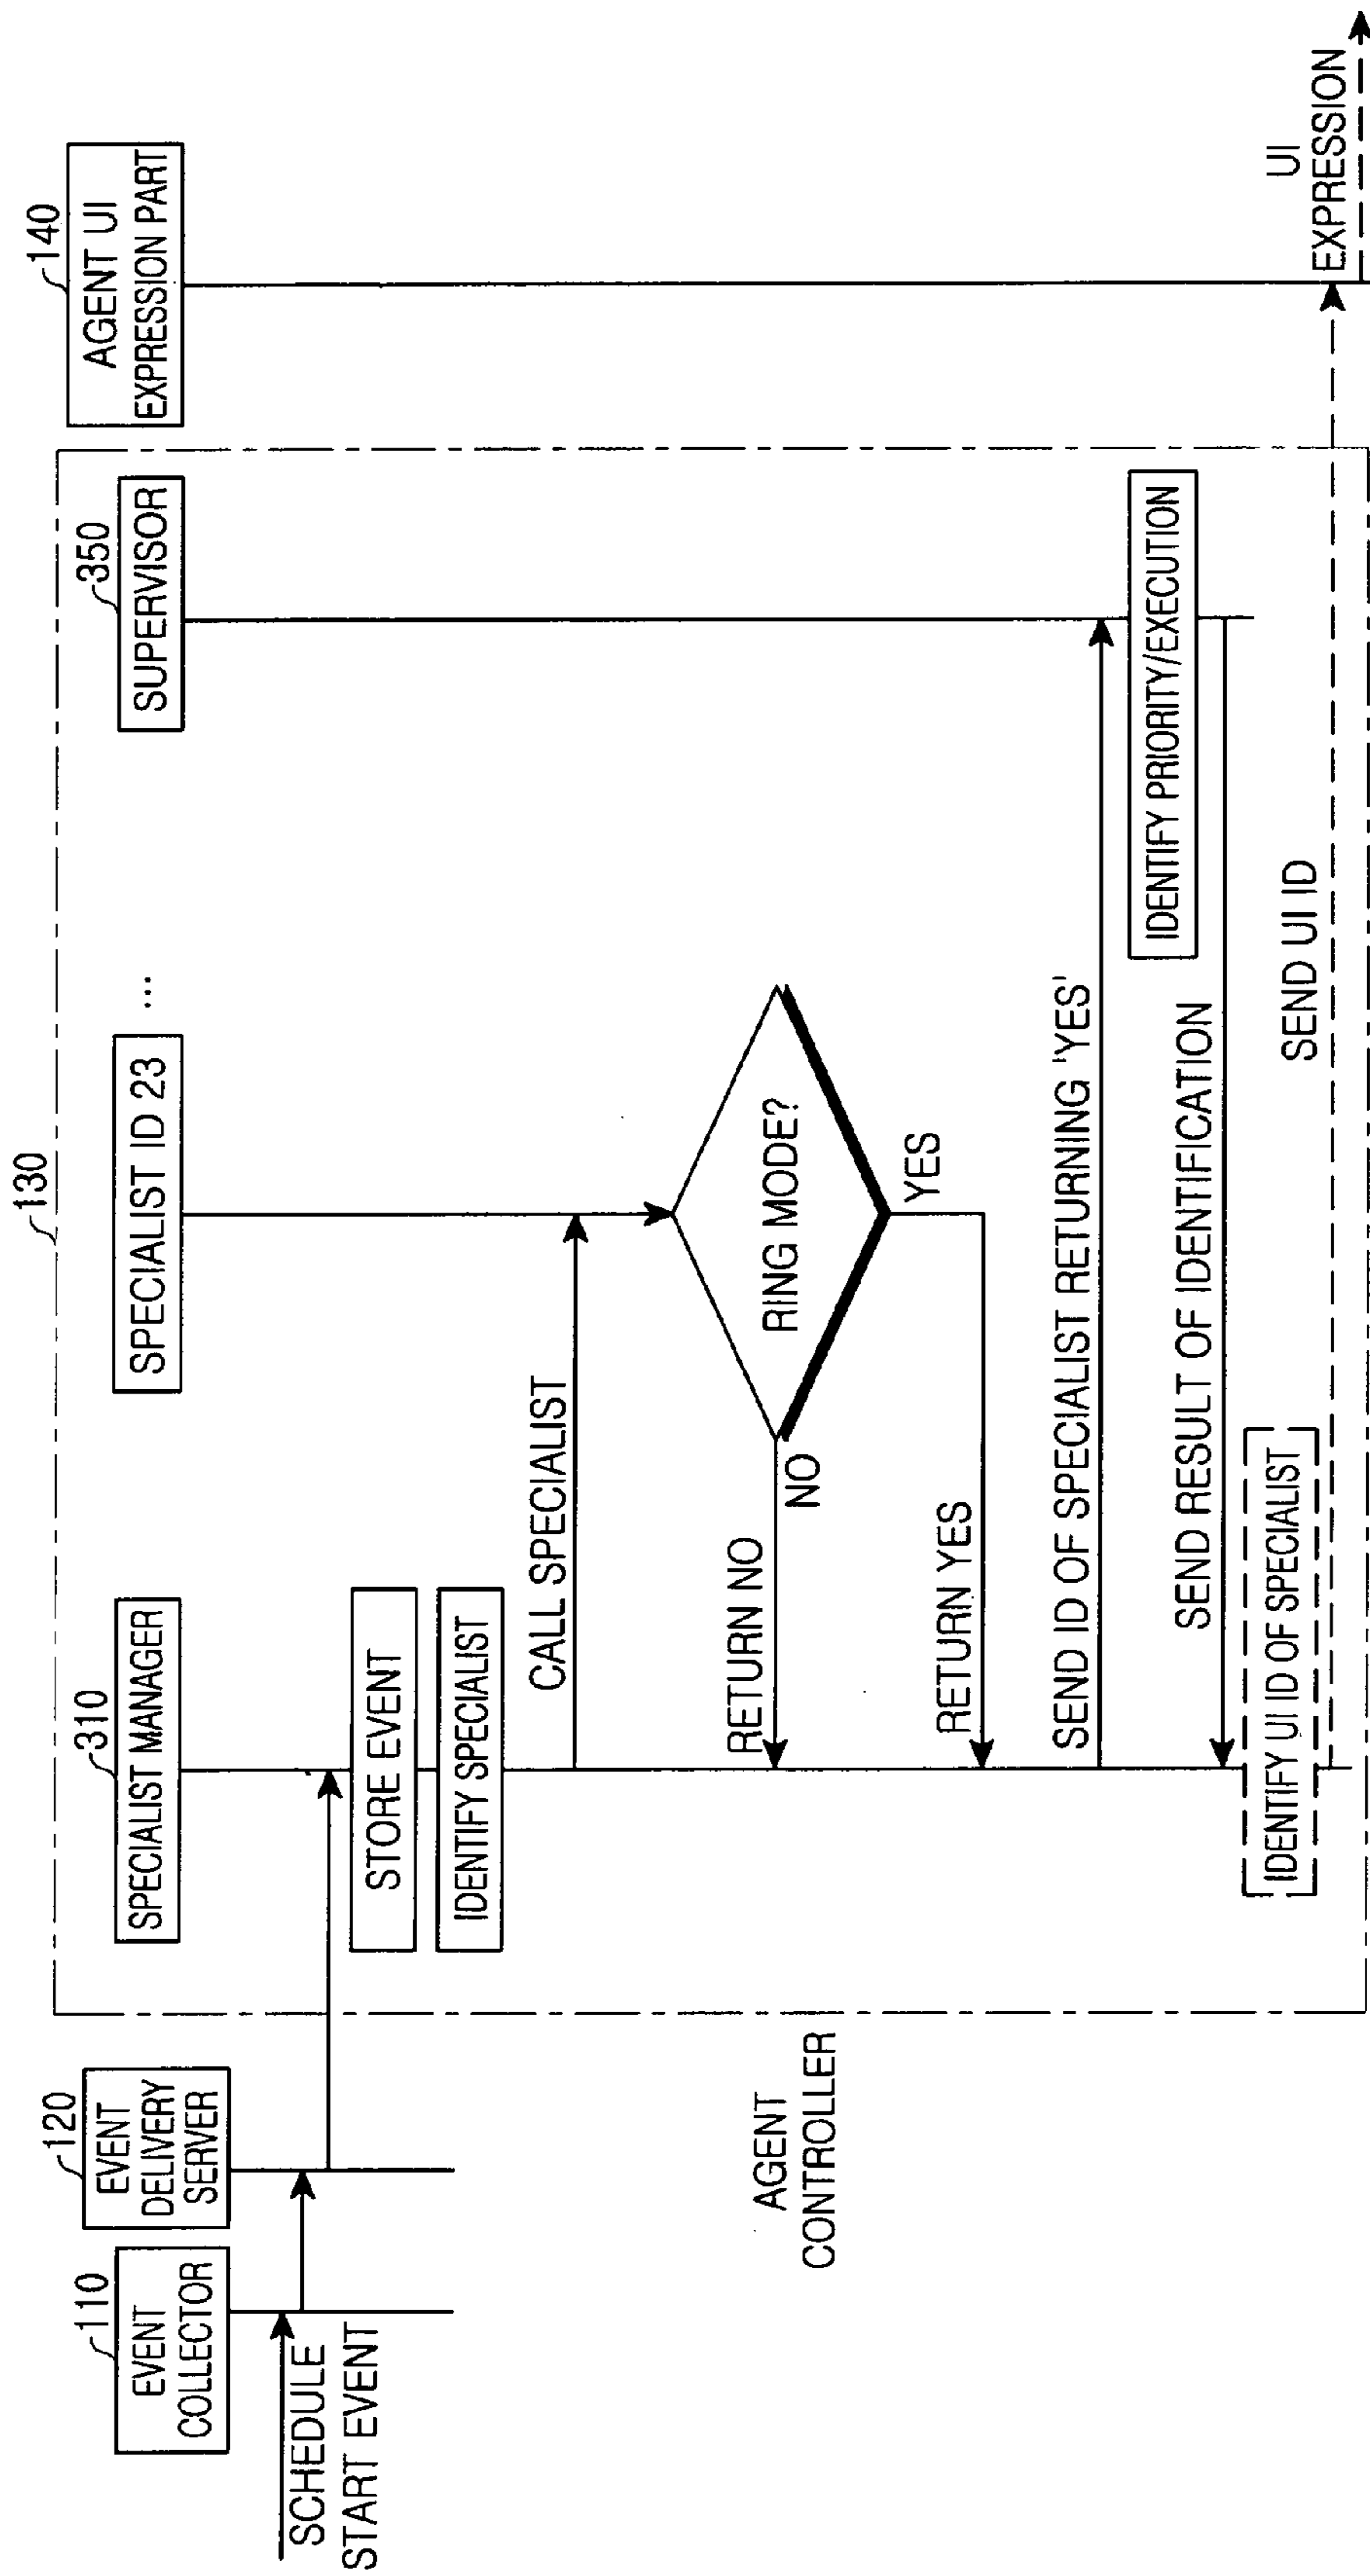 110
EVENT
COLLECTOR
120
EVENT
DELIVERY
SERVER
130
310
SPECIALIST MANAGER
SPECIALIST ID 23
...
350
SUPERVISOR
140
AGENT UI
EXPRESSION PART
SCHEDULE
START EVENT
STORE EVENT
IDENTIFY SPECIALIST
CALL SPECIALIST
RING MODE?
NO
RETURN NO
YES
RETURN YES
AGENT
CONTROLLER
SEND ID OF SPECIALIST RETURNING 'YES'
IDENTIFY PRIORITY/EXECUTION
SEND RESULT OF IDENTIFICATION
IDENTIFY UI ID OF SPECIALIST
SEND UI ID
UI
EXPRESSION